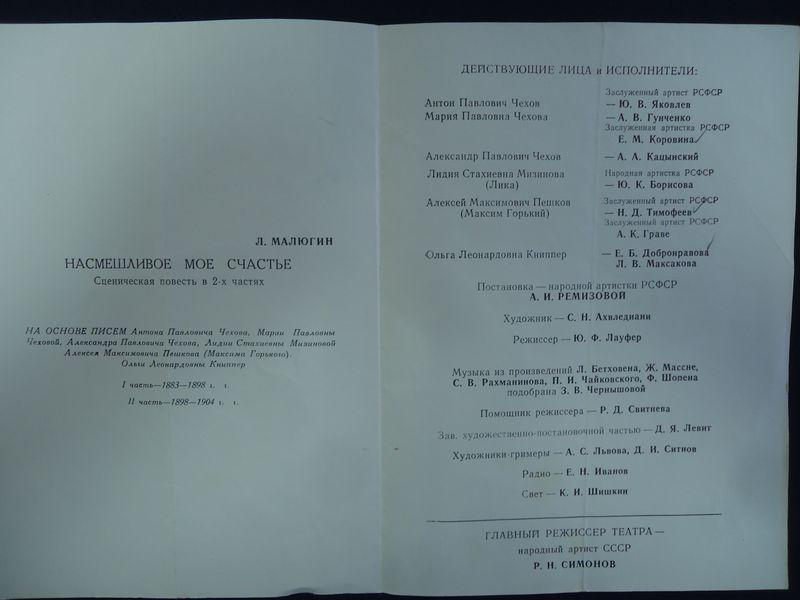 Л. МАЛЮГИН
НАСМЕШЛИВОЕ МОЕ СЧАСТЬЕ
Сценическая повесть в 2-х частях
НА ОСНОВЕ ПИСЕМ Антона Павловича Чехова, Марии Павловны
Чеховой, Александра Павловича Чехова, Лидии Стахиевны Мизиновой
Алексея Максимовича Пешкова (Максима Горького).
Ольги Леонардовны Книппер
I часть—1883—1898 г. г.
II часть—1898—1904 г. г.
ДЕЙСТВУЮЩИЕ ЛИЦА и ИСПОЛНИТЕЛИ:
Заслуженный артист РСФСР
Антон Павлович Чехов — Ю. В. Яковлев
Мария Павловна Чехова — А. В. Гунченко
Заслуженная артистка РСФСР
Е. М. Коровина
Александр Павлович Чехов — А. А. Кацынский
Лидия Стахиевна Мизинова Народная артистка РСФСР
(Лика) — Ю. К. Борисова
Алексей Максимович Пешков Заслуженный артист РСФСР
(Максим Горький) — Н. Д. Тимофеев
Заслуженный артист РСФСР
А. К. Граве
Ольга Леонардовна Книппер — Е. Б. Добронравова
Л. В. Максакова
Постановка — народной артистки РСФСР
А. И. РЕМИЗОВОЙ
Художник — С. Н. Ахвледиани
Режиссер — Ю. Ф. Лауфер
Музыка из произведений Л. Бетховена, Ж. Массне,
С. В. Рахманинова, П. И. Чайковского, Ф. Шопена
подобрана З. В. Чернышовой
Помощник режиссера — Р. Д. Свитнева
Зав. художественно-постановочной частью — Д. Я. Левит
Художники-гримеры — А. С. Львова, Д. И. Ситнов
Радио — Е. Н. Иванов
Свет — К. И. Шишкин
ГЛАВНЫЙ РЕЖИССЕР ТЕАТРА —
народный артист СССР
Р. Н. СИМОНОВ